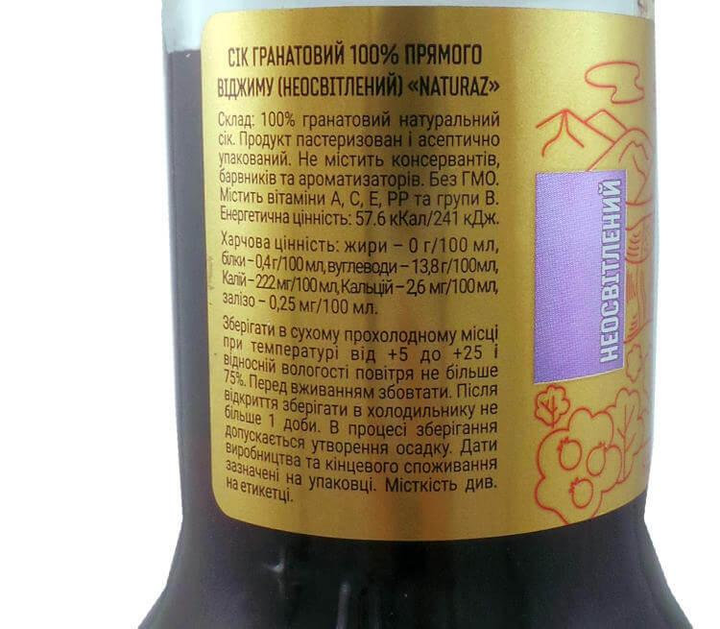 СІК ГРАНАТОВИЙ 100% ПРЯМОГО
ВІДЖИМУ (НЕОСВІТЛЕНИЙ) «NATURAZ»
Склад: 100% гранатовий натуральний
сік. Продукт пастеризован і асептично
упакований. Не містить консервантів,
барвників та ароматизаторів. Без ГМО.
Містить вітаміни А, С, Е, РР та групи В.
Енергетична цінність: 57.6 кКал/241 кДж.
Харчова цінність: жири – 0 г/100 мл,
білки – 0,4 г/100 мл, вуглеводи – 13,8 г/100мл,
Калій – 222 мг/100 мл, Кальцій – 2,6 мг/100 мл,
залізо – 0,25 мг/100 мл.
Зберігати в сухому прохолодному місці
при температурі від +5 до +25 і
відносній вологості повітря не більше
75%. Перед вживанням збовтати. Після
відкриття зберігати в холодильнику не
більше 1 доби. В процесі зберігання
допускається утворення осадку. Дати
виробництва та кінцевого споживання
зазначені на упаковці. Місткість див.
на етикетці.
НЕОСВІТЛЕНИЙ